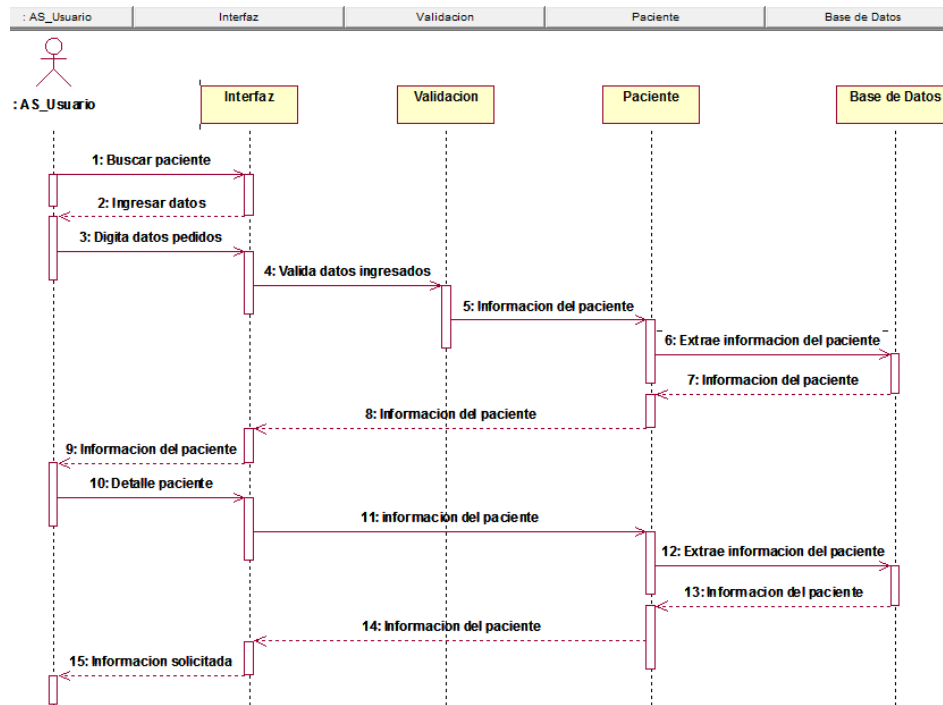 : AS_Usuario Interfaz Validacion Paciente Base de Datos
: AS_Usuario Interfaz Validacion Paciente Base de Datos
1: Buscar paciente
2: Ingresar datos
3: Digita datos pedidos
4: Valida datos ingresados
5: Informacion del paciente
6: Extrae informacion del paciente
7: Informacion del paciente
8: Informacion del paciente
9: Informacion del paciente
10: Detalle paciente
11: informacion del paciente
12: Extrae informacion del paciente
13: Informacion del paciente
14: Informacion del paciente
15: Informacion solicitada